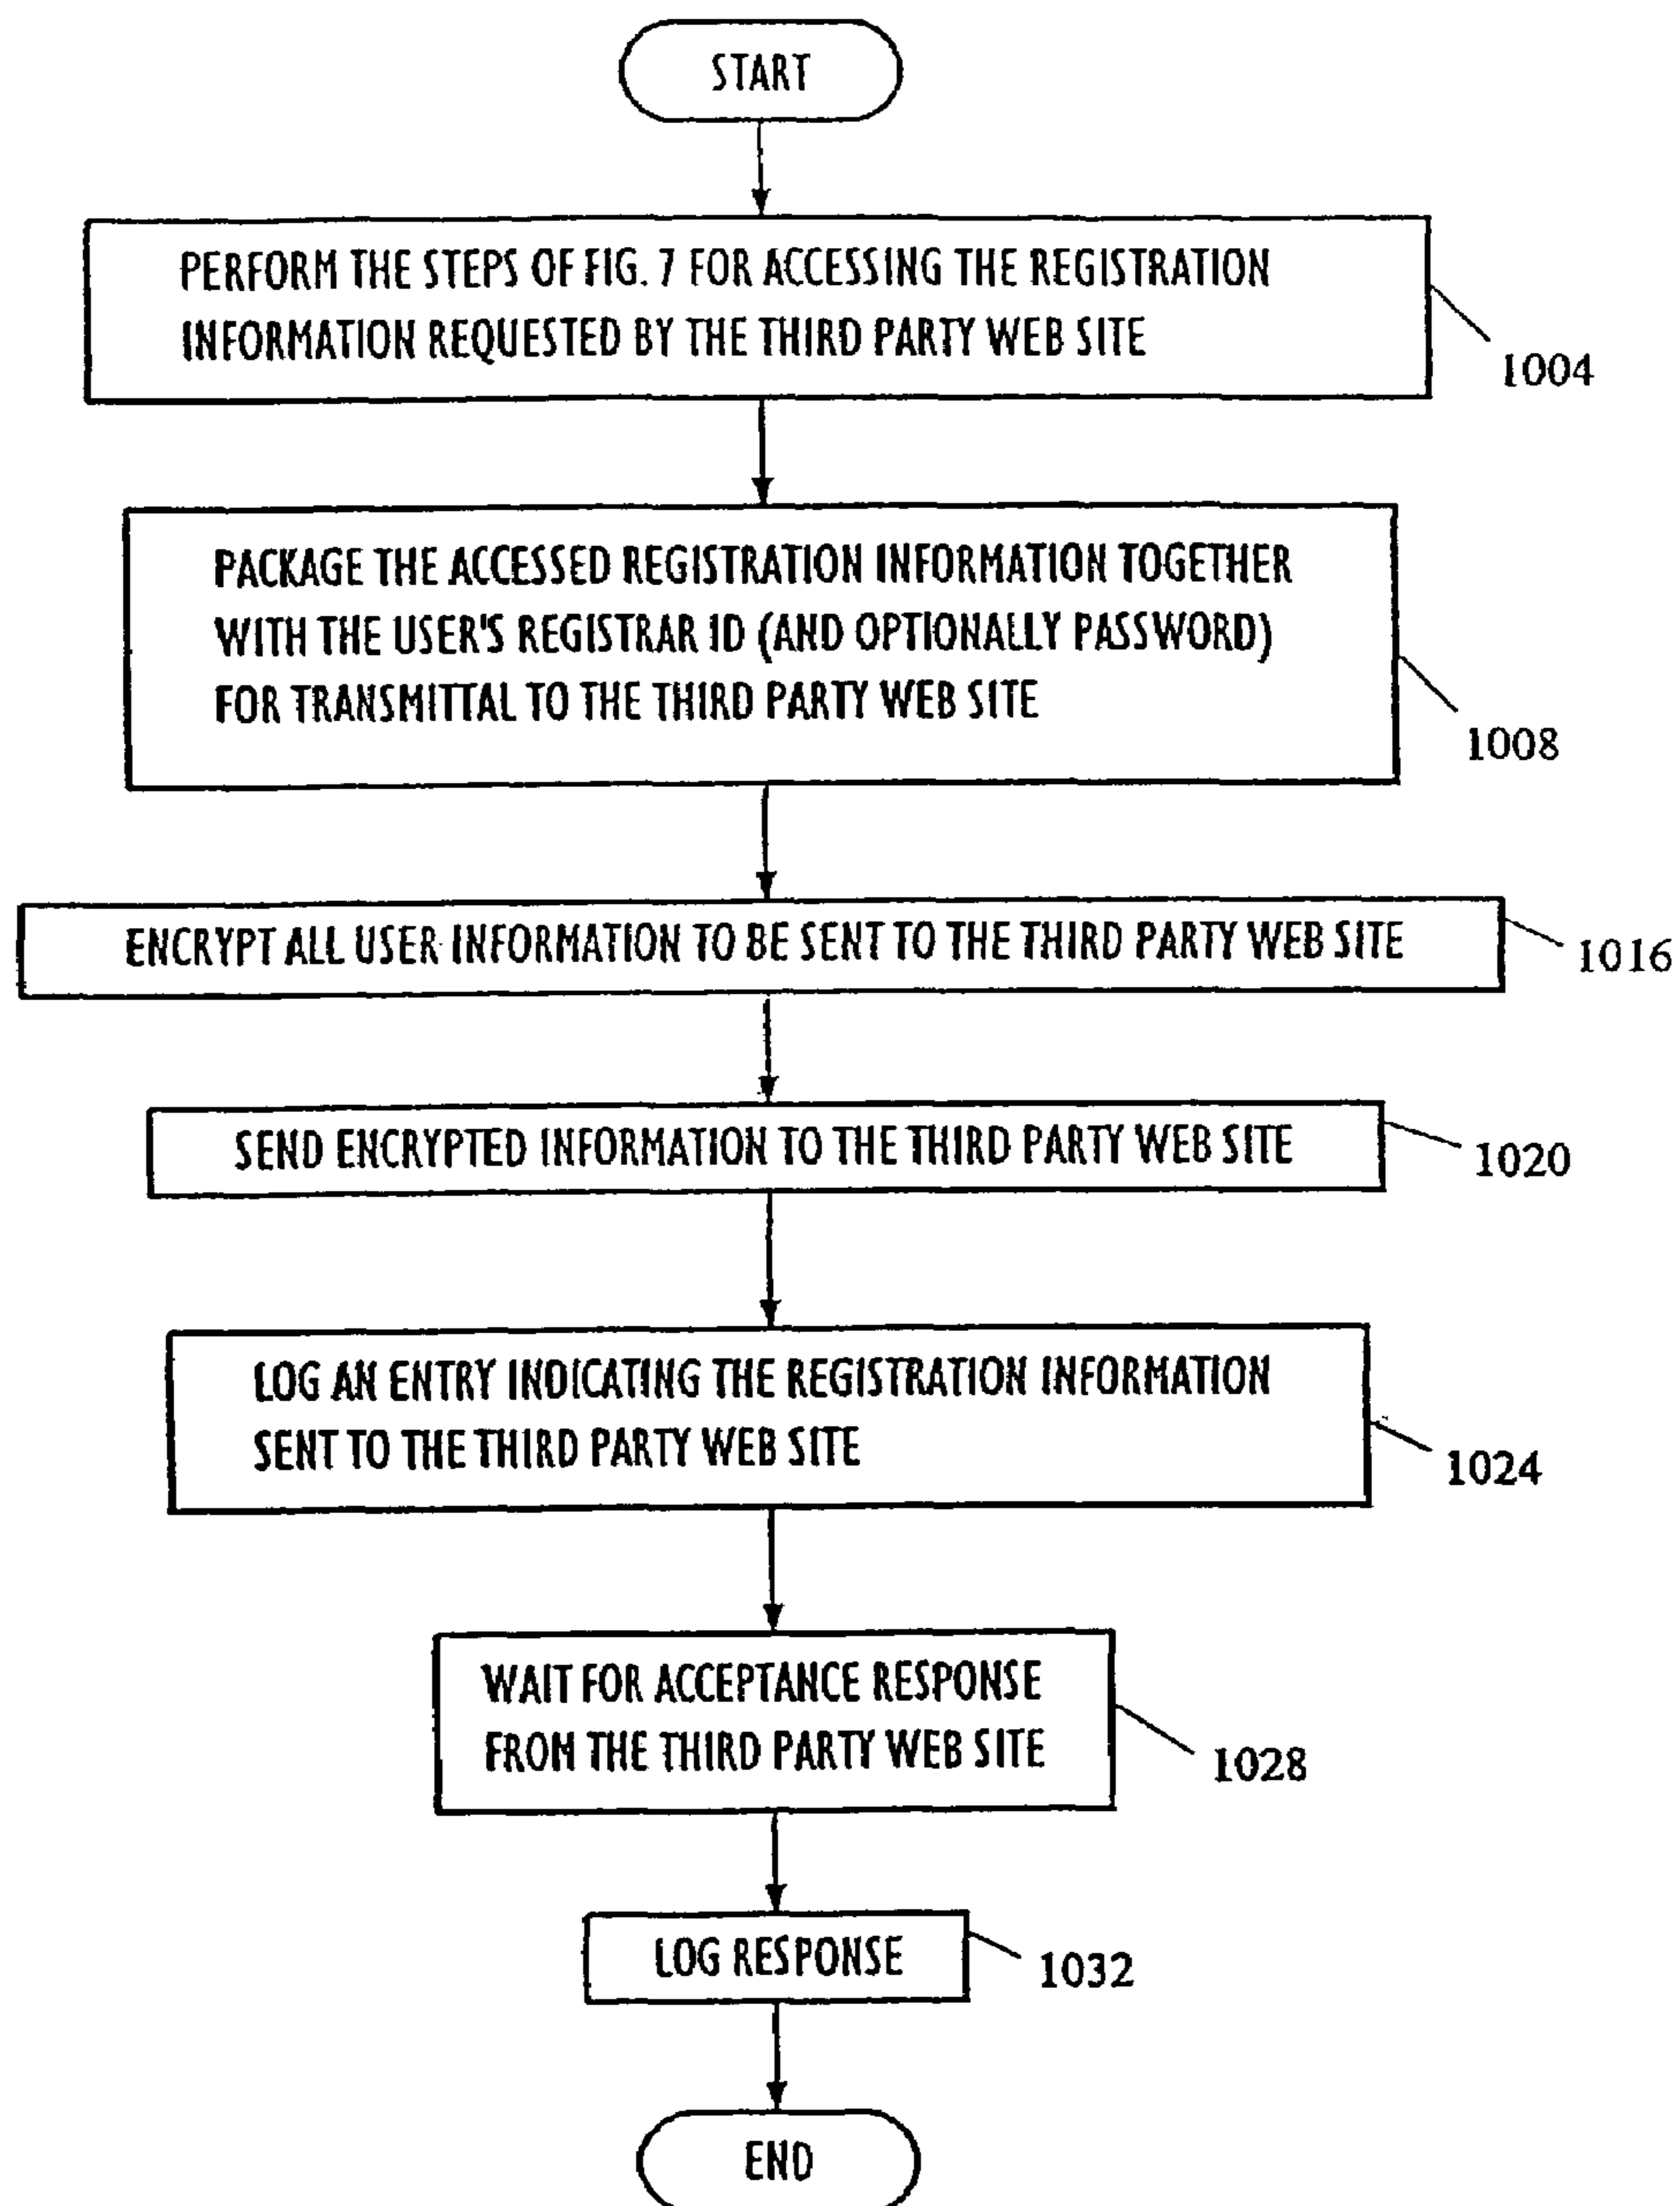 START
PERFORM THE STEPS OF FIG. 7 FOR ACCESSING THE REGISTRATION
INFORMATION REQUESTED BY THE THIRD PARTY WEB SITE
1004
PACKAGE THE ACCESSED REGISTRATION INFORMATION TOGETHER
WITH THE USER'S REGISTRAR ID (AND OPTIONALLY PASSWORD)
FOR TRANSMITTAL TO THE THIRD PARTY WEB SITE
1008
ENCRYPT ALL USER INFORMATION TO BE SENT TO THE THIRD PARTY WEB SITE
1016
SEND ENCRYPTED INFORMATION TO THE THIRD PARTY WEB SITE
1020
LOG AN ENTRY INDICATING THE REGISTRATION INFORMATION
SENT TO THE THIRD PARTY WEB SITE
1024
WAIT FOR ACCEPTANCE RESPONSE
FROM THE THIRD PARTY WEB SITE
1028
LOG RESPONSE
1032
END